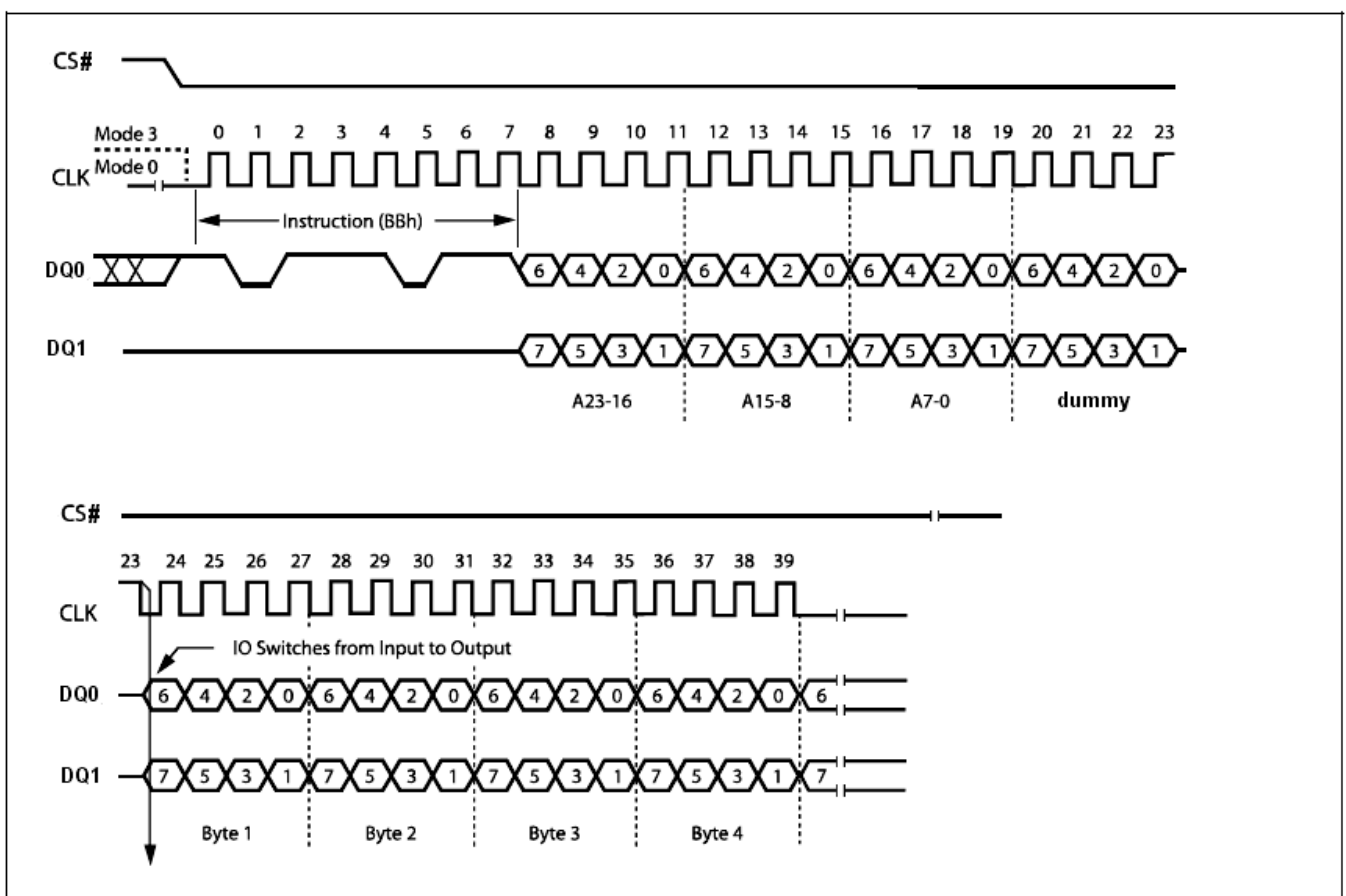 CS#
Mode 3 0 1 2 3 4 5 6 7 8 9 10 11 12 13 14 15 16 17 18 19 20 21 22 23
CLK Mode 0
Instruction (BBh)
DQ0 6 4 2 0 6 4 2 0 6 4 2 0 6 4 2 0
DQ1 7 5 3 1 7 5 3 1 7 5 3 1 7 5 3 1
A23-16 A15-8 A7-0 dummy
CS#
23 24 25 26 27 28 29 30 31 32 33 34 35 36 37 38 39
CLK
IO Switches from Input to Output
DQ0 6 4 2 0 6 4 2 0 6 4 2 0 6 4 2 0 6
DQ1 7 5 3 1 7 5 3 1 7 5 3 1 7 5 3 1 7
Byte 1 Byte 2 Byte 3 Byte 4